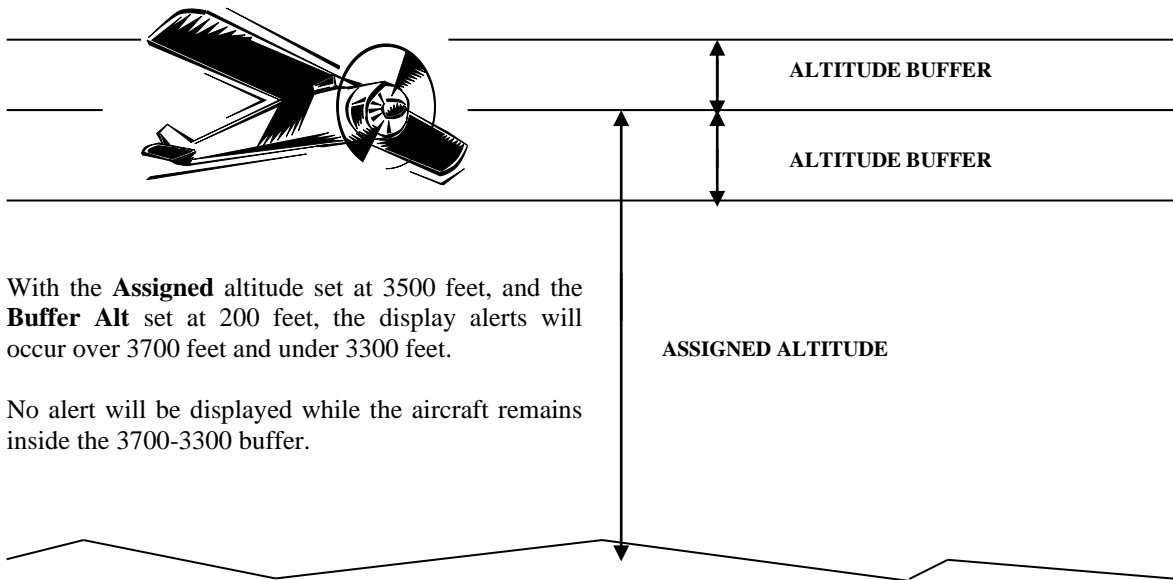 ALTITUDE BUFFER
ALTITUDE BUFFER
With the Assigned altitude set at 3500 feet, and the
Buffer Alt set at 200 feet, the display alerts will
occur over 3700 feet and under 3300 feet.
ASSIGNED ALTITUDE
No alert will be displayed while the aircraft remains
inside the 3700-3300 buffer.